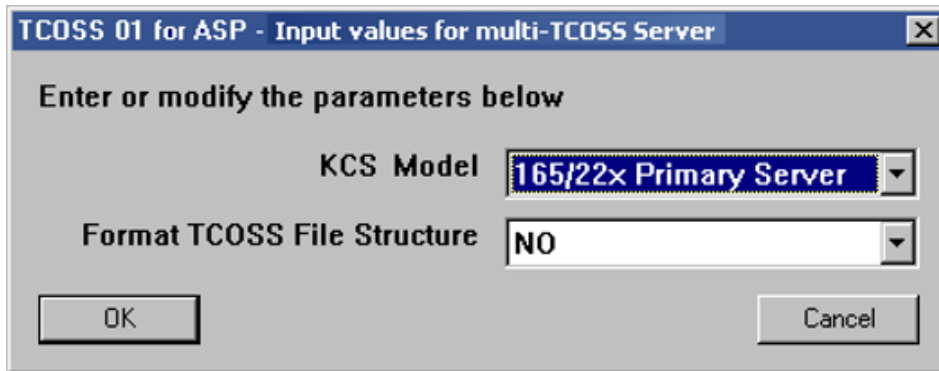 TCOSS 01 for ASP - Input values for multi-TCOSS Server
Enter or modify the parameters below
KCS Model 165/22x Primary Server
Format TCOSS File Structure NO
OK Cancel